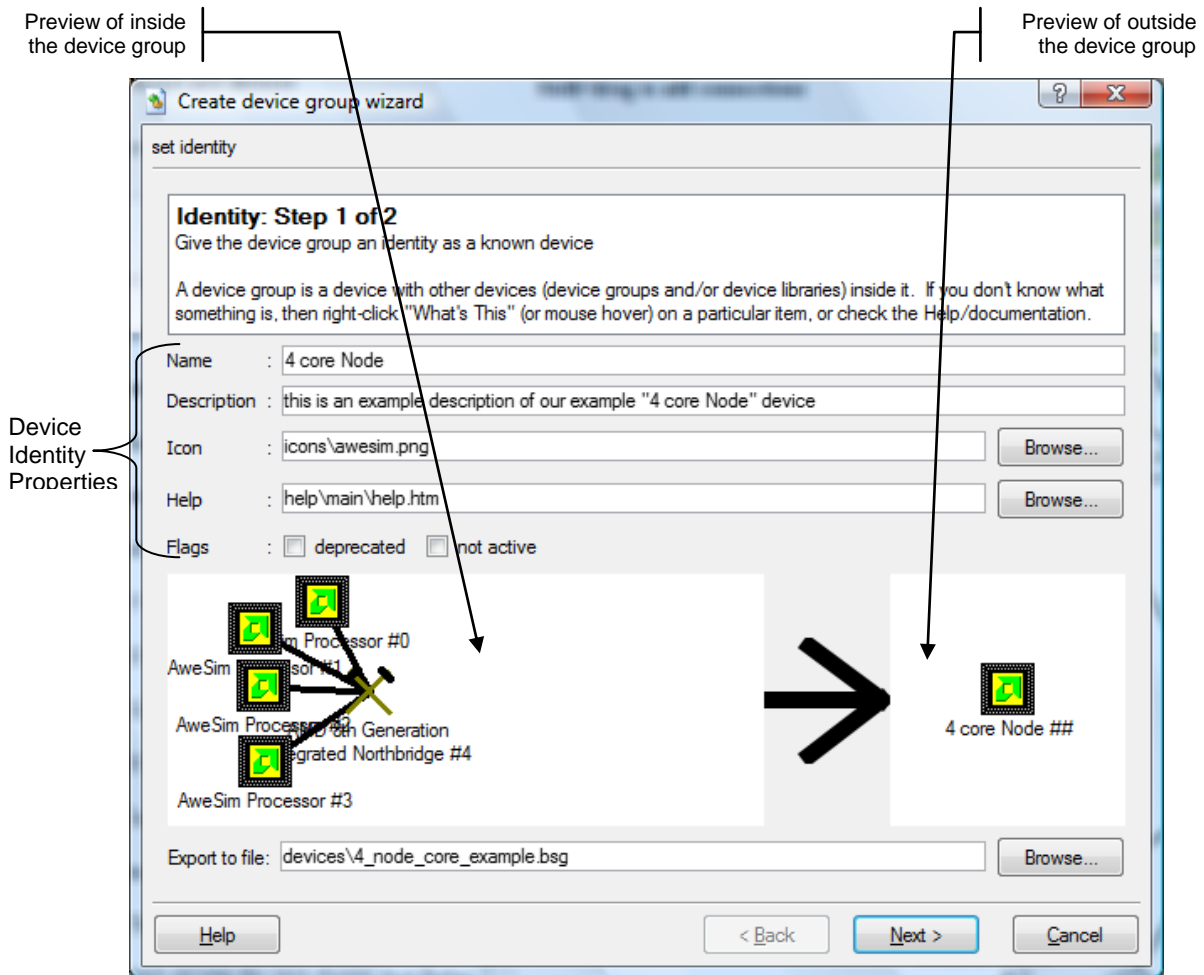 Preview of inside
the device group
Preview of outside
the device group
Create device group wizard
set identity
Identity: Step 1 of 2
Give the device group an identity as a known device
A device group is a device with other devices (device groups and/or device libraries) inside it. If you don't know what
something is, then right-click "What's This" (or mouse hover) on a particular item, or check the Help/documentation.
Device
Identity
Properties
Name : 4 core Node
Description : this is an example description of our example "4 core Node" device
Icon : icons\awesim.png Browse...
Help : help\main\help.htm Browse...
Flags : deprecated not active
Processor #0
AweSim #1
AweSim Processor #2
Generation
Northbridge #4
AweSim Processor #3
4 core Node ##
Export to file: devices\4_node_core_example.bsg Browse...
Help < Back Next > Cancel